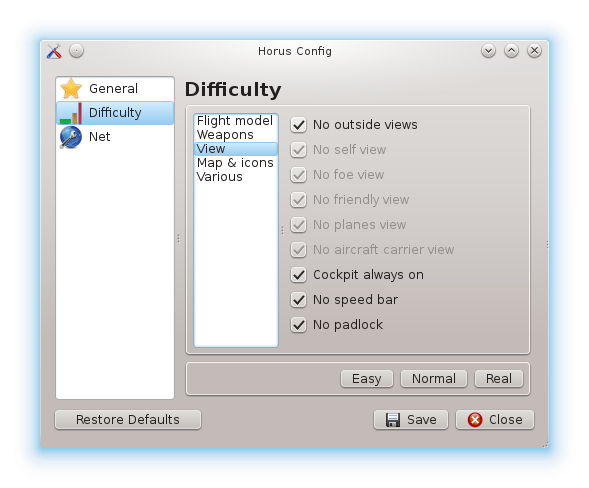 Horus Config
General
Difficulty
Net
Difficulty
Flight model
Weapons
View
Map & icons
Various
No outside views
No self view
No foe view
No friendly view
No planes view
No aircraft carrier view
Cockpit always on
No speed bar
No padlock
Easy
Normal
Real
Restore Defaults
Save
Close